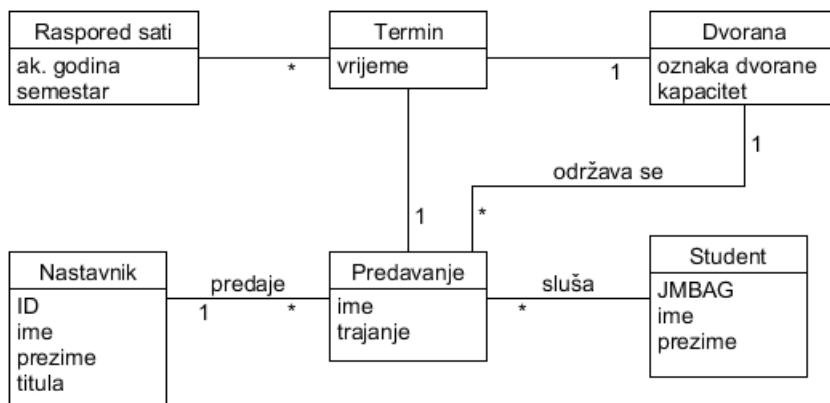 Raspored sati
ak. godina
semestar
*
Termin
vrijeme
1
Dvorana
oznaka dvorane
kapacitet
1
održava se
1
*
Nastavnik
ID
ime
prezime
titula
predaje
1
*
Predavanje
ime
trajanje
sluša
*
Student
JMBAG
ime
prezime